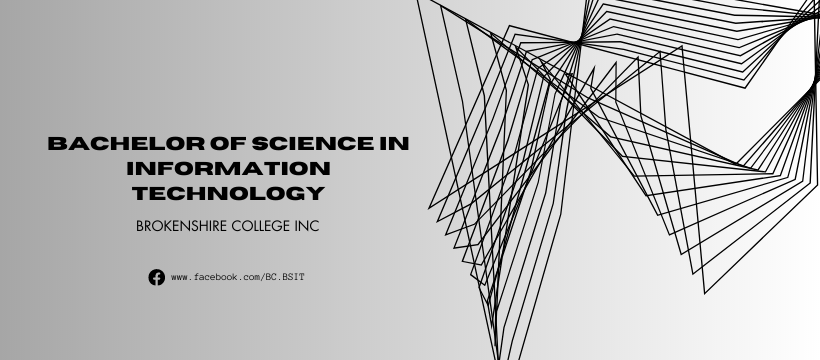 BACHELOR OF SCIENCE IN
INFORMATION
TECHNOLOGY
BROKENSHIRE COLLEGE INC
www.facebook.com/BC.BSIT